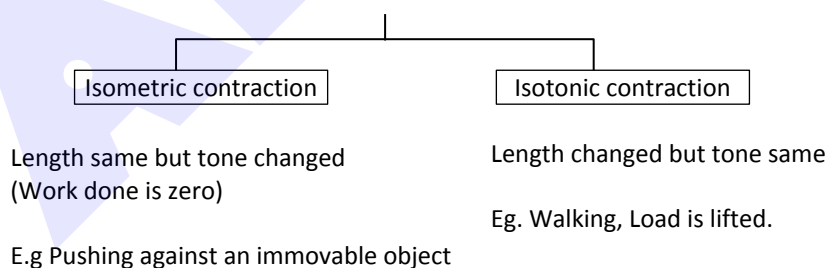 Isometric contraction
Isotonic contraction
Length same but tone changed
(Work done is zero)
E.g Pushing against an immovable object
Length changed but tone same
Eg. Walking, Load is lifted.